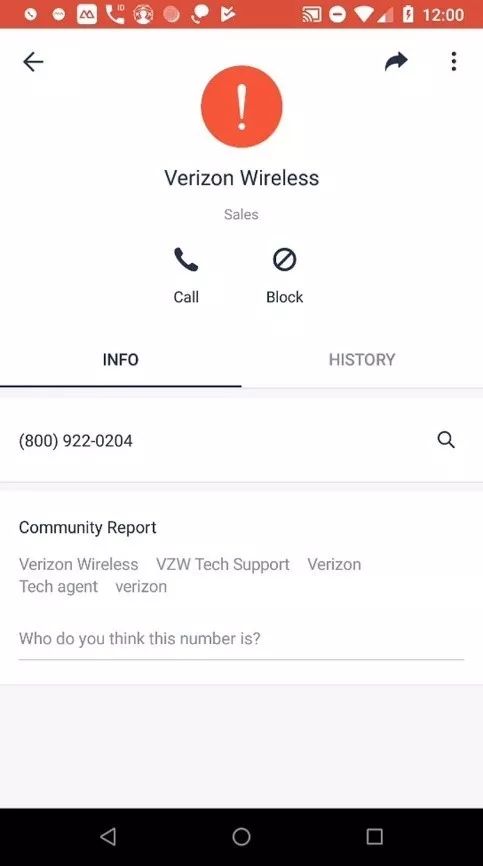 12:00
Verizon Wireless
Sales
Call Block
INFO HISTORY
(800) 922-0204
Community Report
Verizon Wireless VZW Tech Support Verizon
Tech agent verizon
Who do you think this number is?